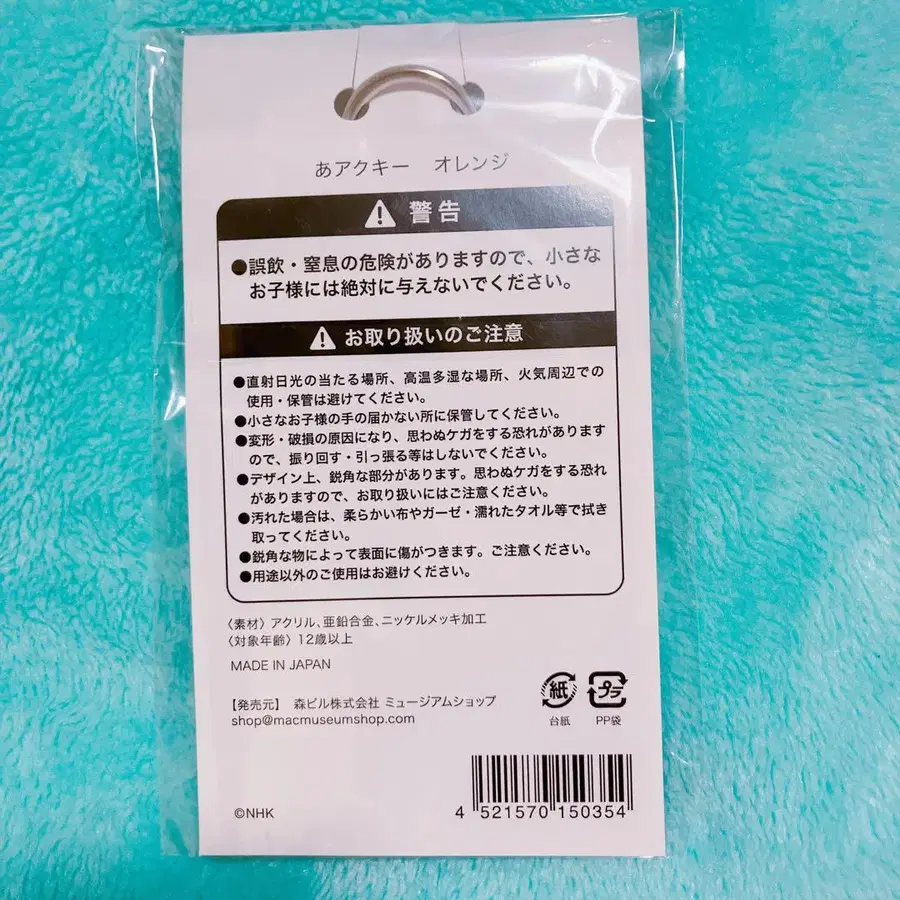 あアクキー　オレンジ
警告
●誤飲・窒息の危険がありますので、小さな
お子様には絶対に与えないでください。
お取り扱いのご注意
●直射日光の当たる場所、高温多湿な場所、火気周辺での
使用・保管は避けてください。
●小さなお子様の手の届かない所に保管してください。
●変形・破損の原因になり、思わぬケガをする恐れがあります
ので、振り回す・引っ張る等はしないでください。
●デザイン上、鋭角な部分があります。思わぬケガをする恐れ
がありますので、お取り扱いにはご注意ください。
●汚れた場合は、柔らかい布やガーゼ・濡れたタオル等で拭き
取ってください。
●鋭角な物によって表面に傷がつきます。ご注意ください。
●用途以外のご使用はお避けください。
〈素材〉アクリル、亜鉛合金、ニッケルメッキ加工
〈対象年齢〉12歳以上
MADE IN JAPAN
【発売元】 森ビル株式会社 ミュージアムショップ
shop@macmuseumshop.com
紙
台紙
プラ
PP袋
©NHK
4 521570 150354